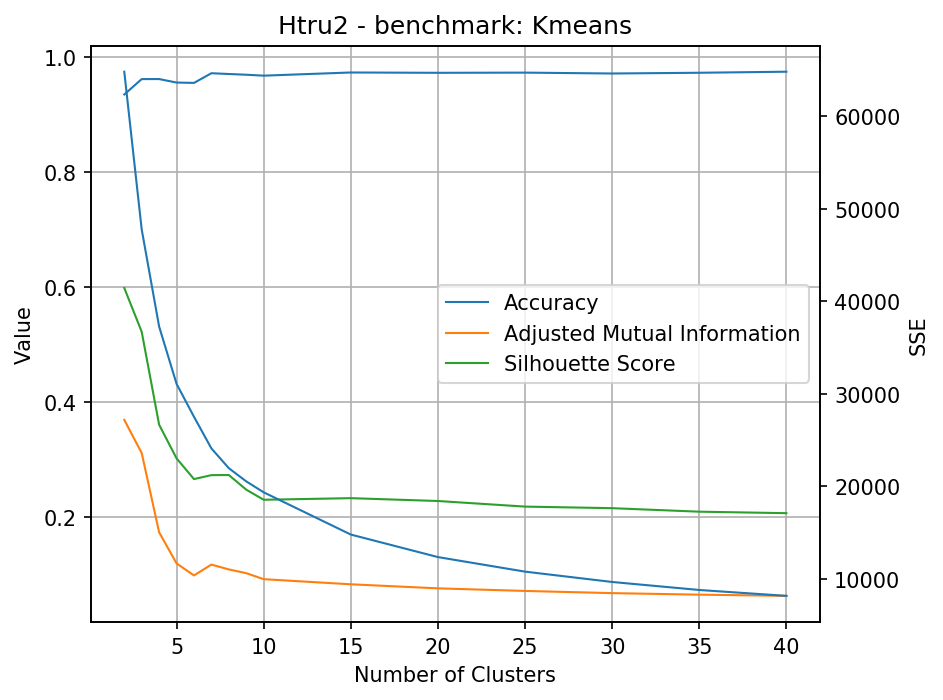 Htru2 - benchmark: Kmeans
Value
1.0
0.8
0.6
0.4
0.2
Accuracy
Adjusted Mutual Information
Silhouette Score
60000
50000
40000
30000
20000
10000
SSE
5 10 15 20 25 30 35 40
Number of Clusters